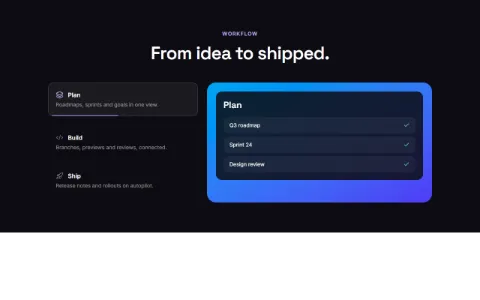 WORKFLOW
From idea to shipped.
Plan
Roadmaps, sprints and goals in one view.
Build
Branches, previews and reviews, connected.
Ship
Release notes and rollouts on autopilot.
Plan
Q3 roadmap
Sprint 24
Design review